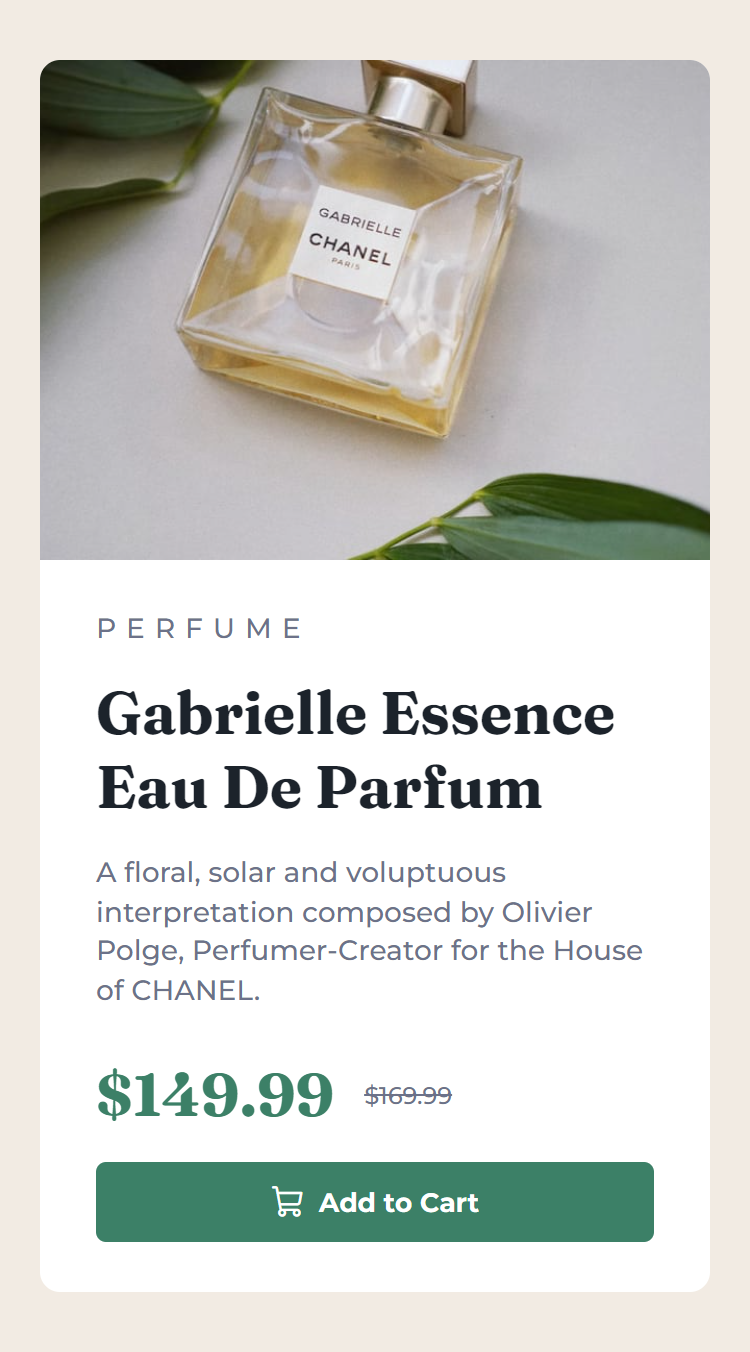 GABRIELLE
CHANEL
PARIS
PERFUME
Gabrielle Essence
Eau De Parfum
A floral, solar and voluptuous
interpretation composed by Olivier
Polge, Perfumer-Creator for the House
of CHANEL.
$149.99 $169.99
Add to Cart